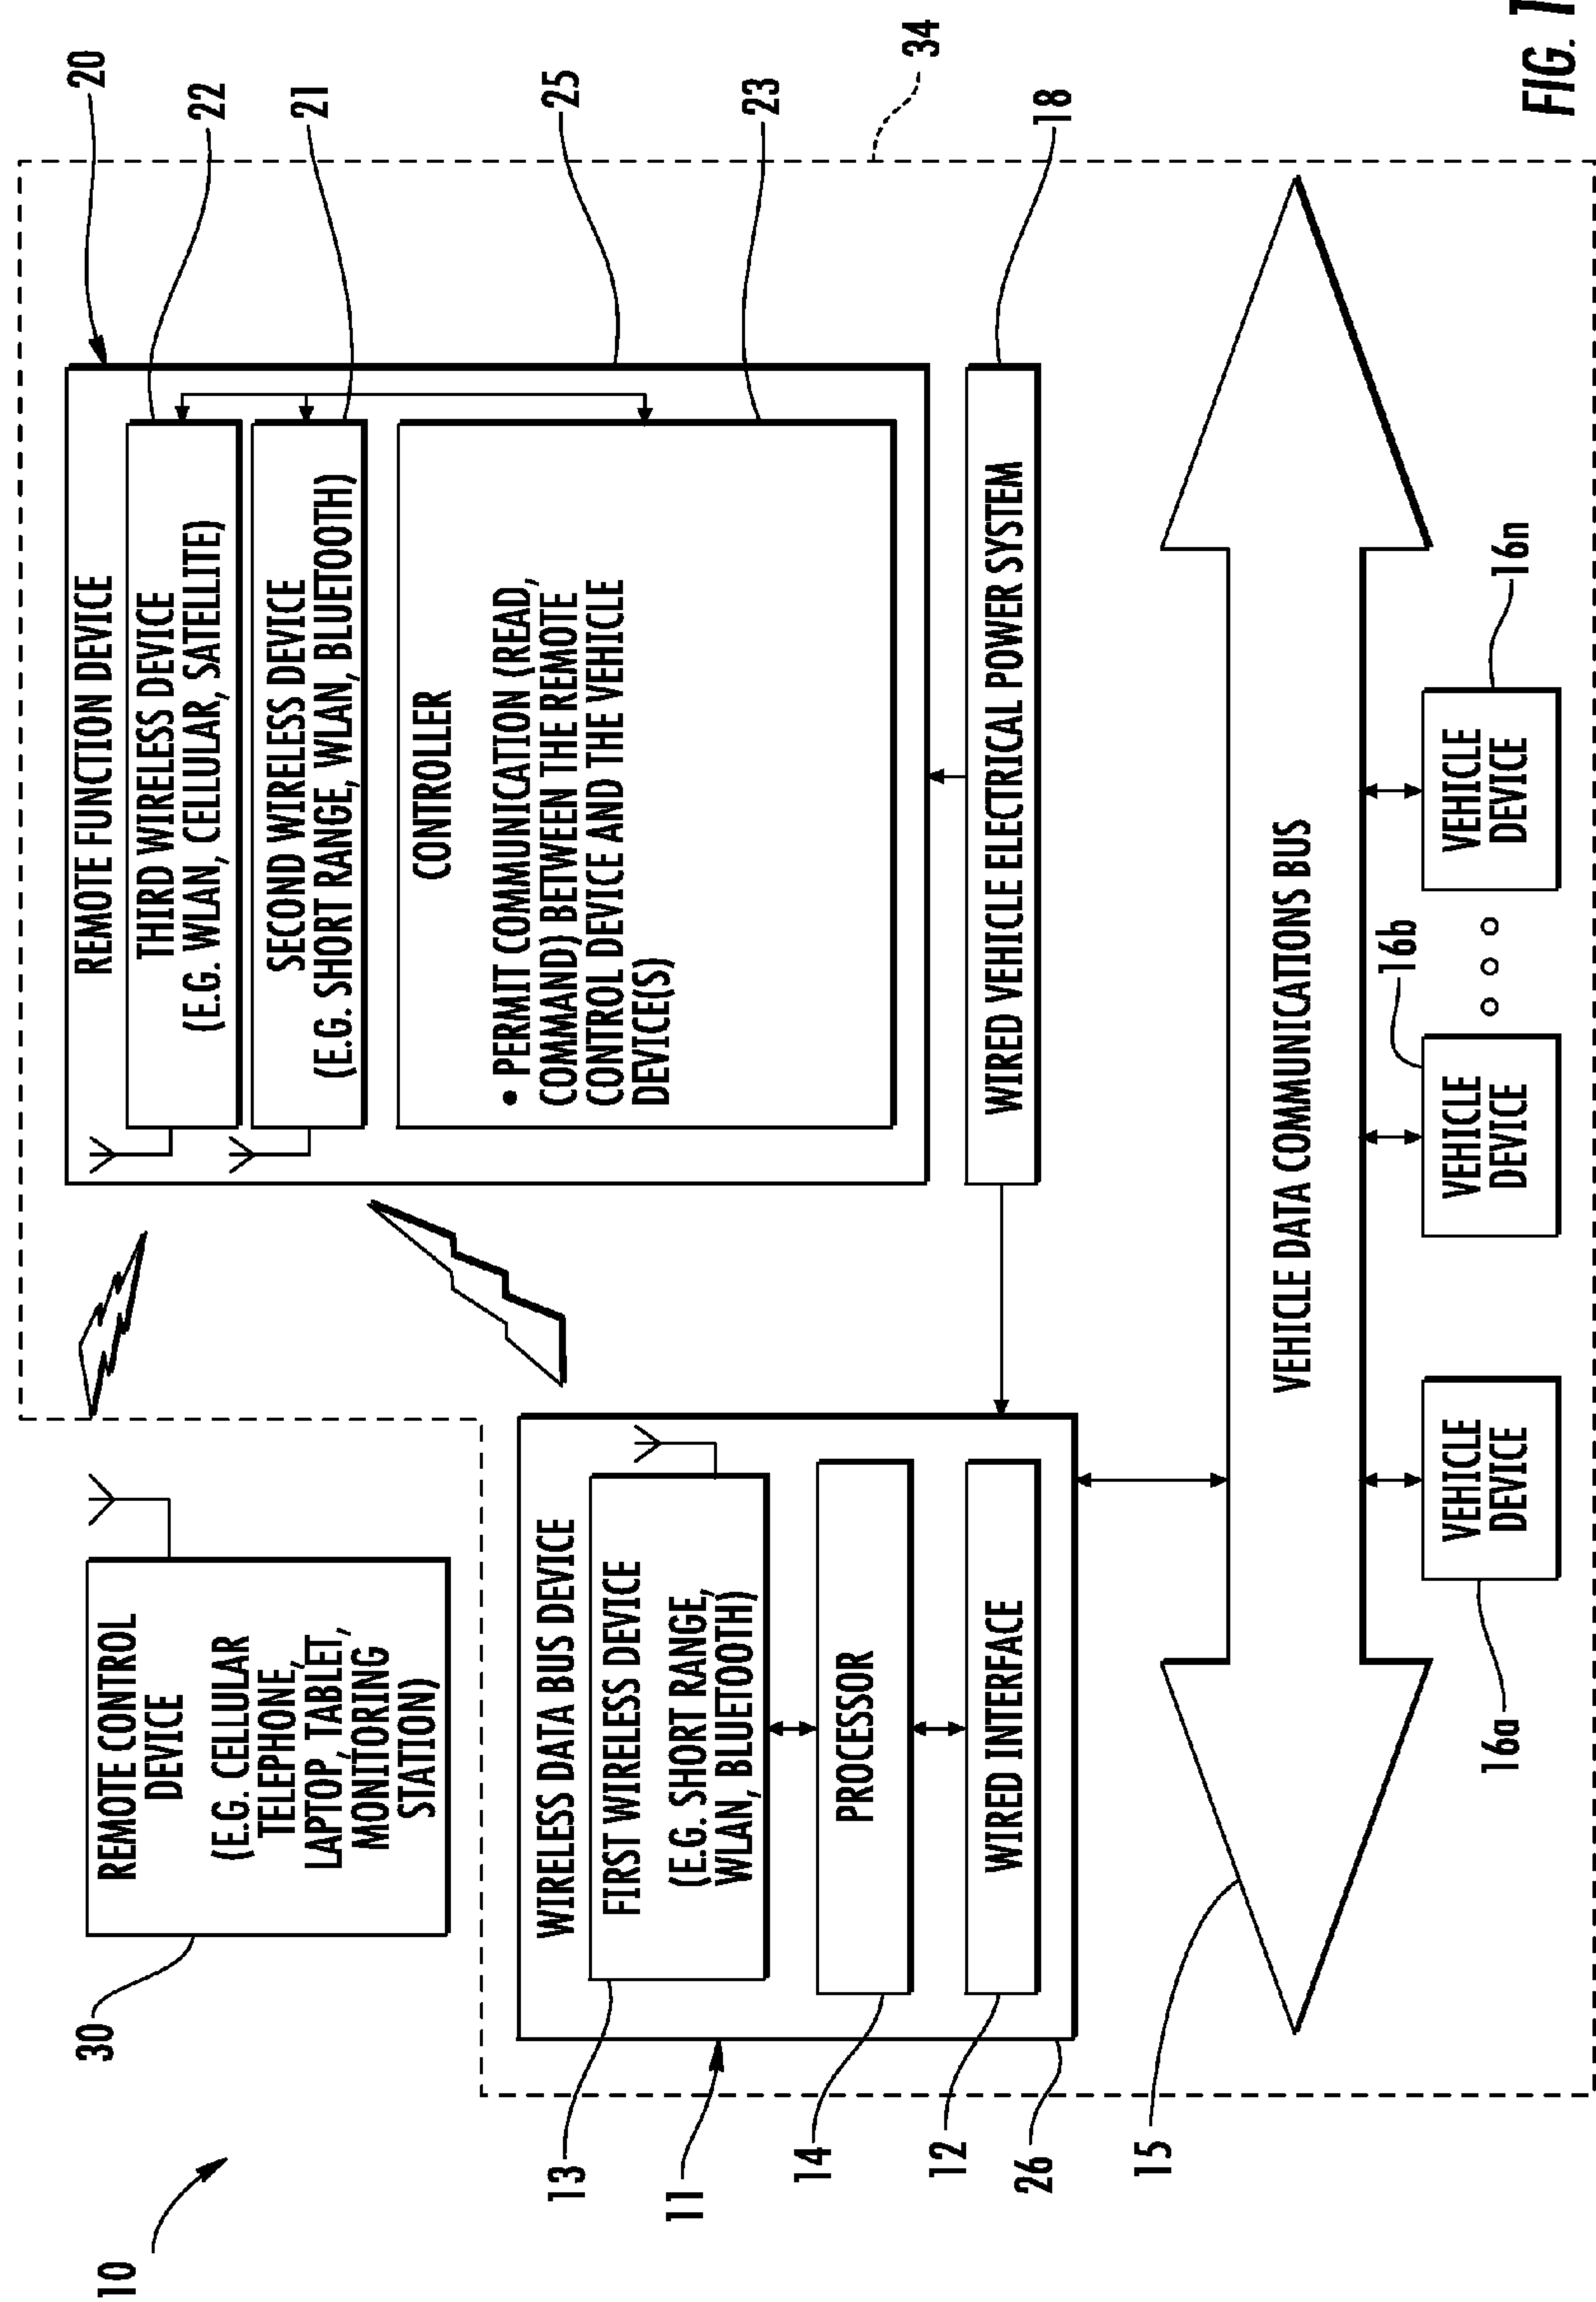 10
30
REMOTE CONTROL
DEVICE
(E.G. CELLULAR
TELEPHONE,
LAPTOP, TABLET,
MONITORING
STATION)
20
22
21
25
23
34
18
REMOTE FUNCTION DEVICE
THIRD WIRELESS DEVICE
(E.G. WLAN, CELLULAR, SATELLITE)
SECOND WIRELESS DEVICE
(E.G. SHORT RANGE, WLAN, BLUETOOTH)
CONTROLLER
• PERMIT COMMUNICATION (READ,
COMMAND) BETWEEN THE REMOTE
CONTROL DEVICE AND THE VEHICLE
DEVICE(S)
WIRED VEHICLE ELECTRICAL POWER SYSTEM
13
11
14
12
26
WIRELESS DATA BUS DEVICE
FIRST WIRELESS DEVICE
(E.G. SHORT RANGE,
WLAN, BLUETOOTH)
PROCESSOR
WIRED INTERFACE
15
VEHICLE DATA COMMUNICATIONS BUS
16a
VEHICLE
DEVICE
16b
VEHICLE
DEVICE
16n
VEHICLE
DEVICE
FIG. 1